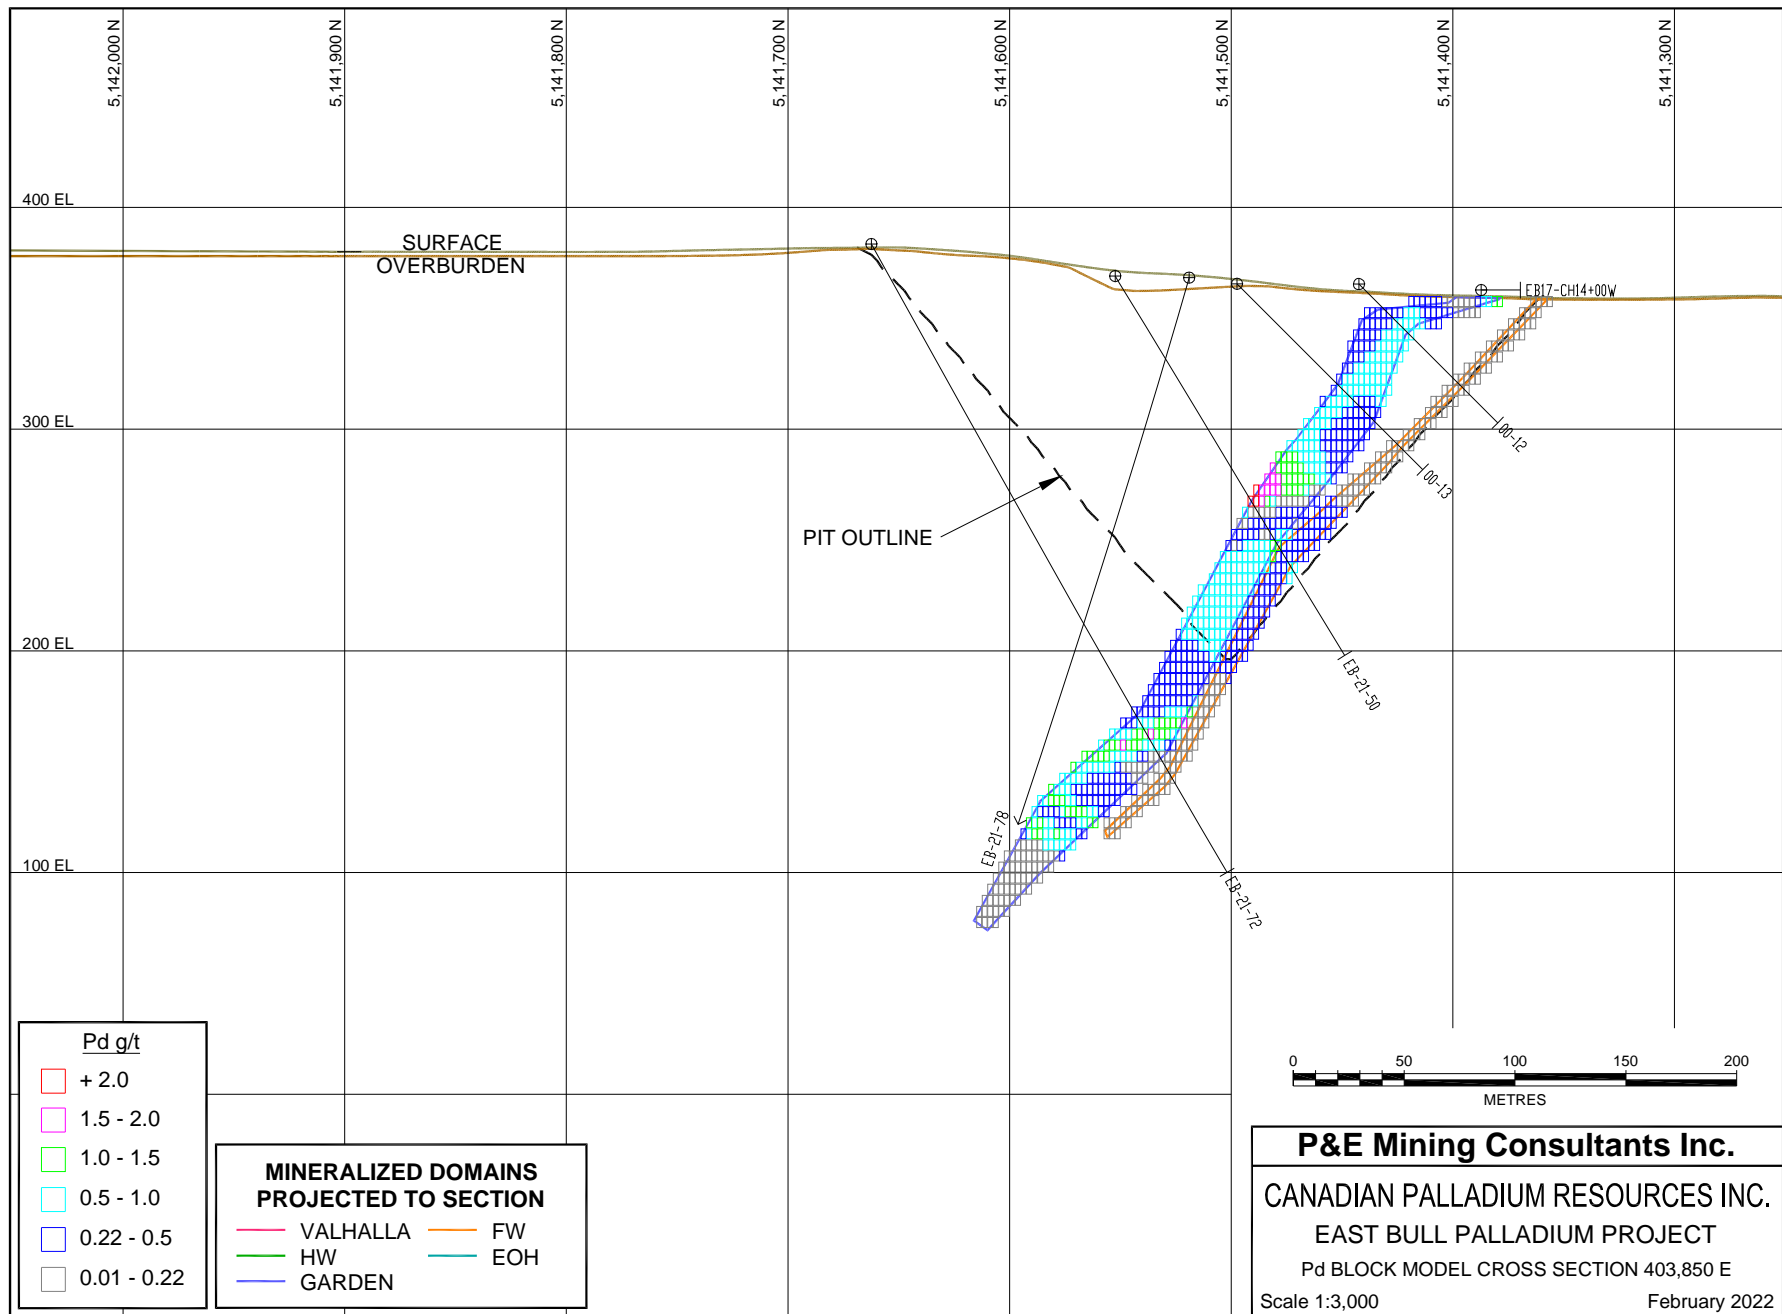 5,142,000 N
5,141,900 N
5,141,800 N
5,141,700 N
5,141,600 N
5,141,500 N
5,141,400 N
5,141,300 N
400 EL
SURFACE
OVERBURDEN
EB17-CH14+00W
300 EL
00-12
00-13
PIT OUTLINE
200 EL
EB-21-50
EB-21-78
100 EL
EB-21-72
Pd g/t
+ 2.0
1.5 - 2.0
1.0 - 1.5
0.5 - 1.0
0.22 - 0.5
0.01 - 0.22
MINERALIZED DOMAINS
PROJECTED TO SECTION
VALHALLA
FW
HW
EOH
GARDEN
0 50 100 150 200
METRES
P&E Mining Consultants Inc.
CANADIAN PALLADIUM RESOURCES INC.
EAST BULL PALLADIUM PROJECT
Pd BLOCK MODEL CROSS SECTION 403,850 E
Scale 1:3,000 February 2022